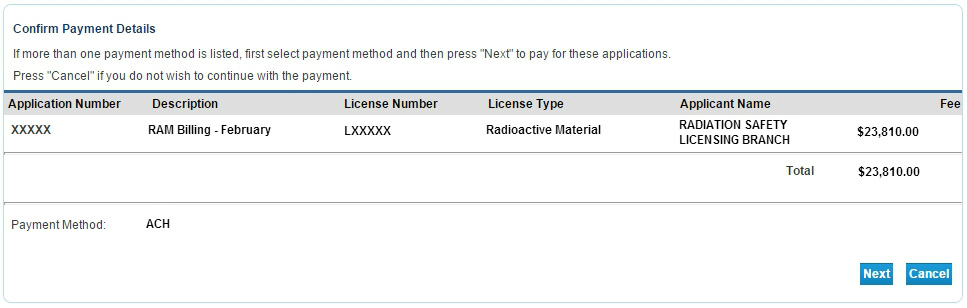 Confirm Payment Details
If more than one payment method is listed, first select payment method and then press "Next" to pay for these applications.
Press "Cancel" if you do not wish to continue with the payment.
Application Number Description License Number License Type Applicant Name Fee
XXXXX RAM Billing - February LXXXXX Radioactive Material RADIATION SAFETY LICENSING BRANCH $23,810.00
Total $23,810.00
Payment Method: ACH
Next Cancel